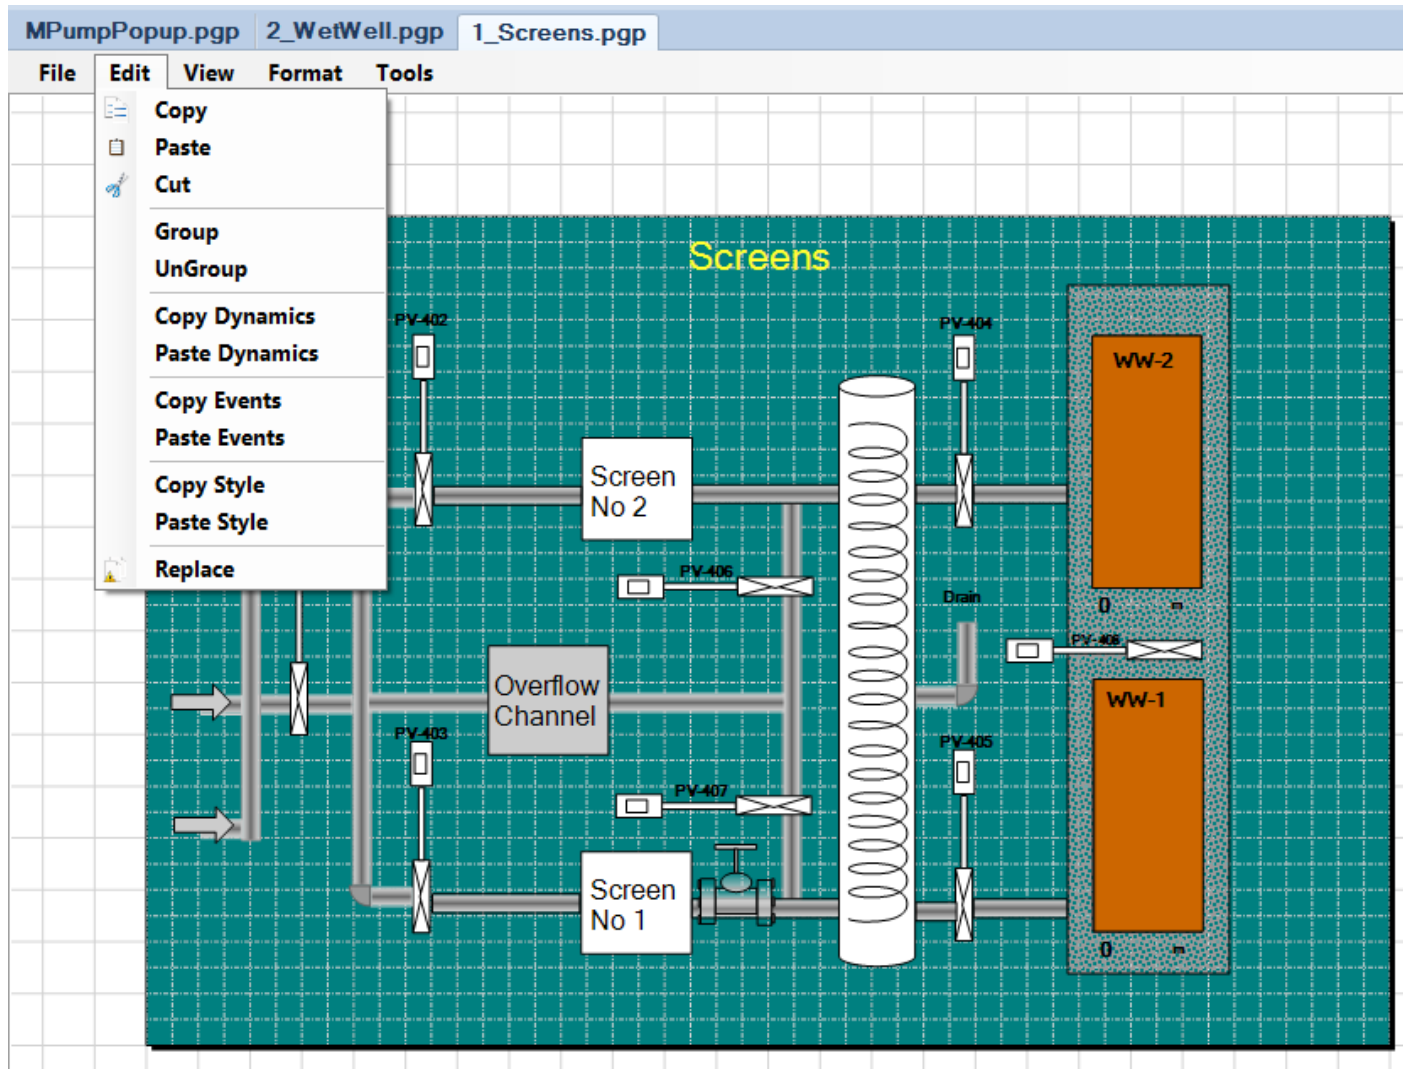 MPumpPopup.pgp 2_WetWell.pgp 1_Screens.pgp
File Edit View Format Tools
Copy
Paste
Cut
Group
UnGroup
Copy Dynamics
Paste Dynamics
Copy Events
Paste Events
Copy Style
Paste Style
Replace
Screens
PV-402
PV-404
WW-2
Screen
No 2
PV-406
Drain
0
PV-408
Overflow
Channel
WW-1
PV-403
PV-405
PV-407
Screen
No 1
0